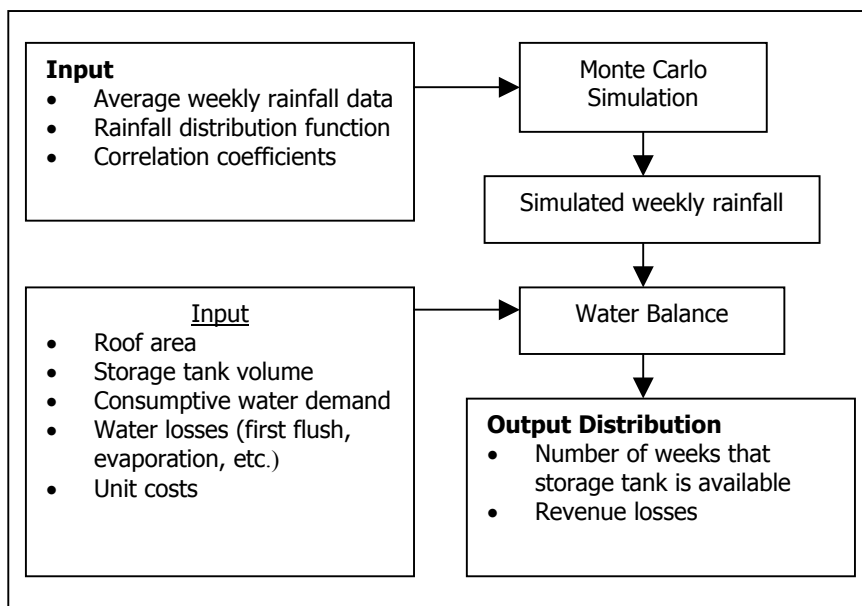 Input
• Average weekly rainfall data
• Rainfall distribution function
• Correlation coefficients
Monte Carlo
Simulation
Simulated weekly rainfall
Input
• Roof area
• Storage tank volume
• Consumptive water demand
• Water losses (first flush,
evaporation, etc.)
• Unit costs
Water Balance
Output Distribution
• Number of weeks that
storage tank is available
• Revenue losses